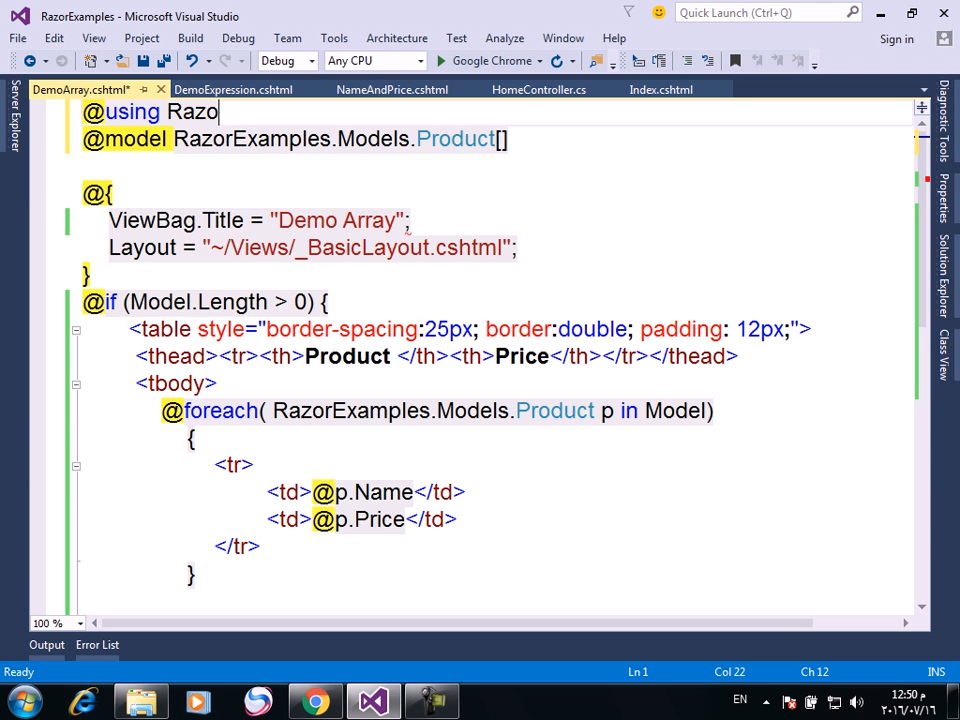 RazorExamples - Microsoft Visual Studio
Quick Launch (Ctrl+Q)
File Edit View Project Build Debug Team Tools Architecture Test Analyze Window Help
Sign in
Debug Any CPU Google Chrome
DemoArray.cshtml* DemoExpression.cshtml NameAndPrice.cshtml HomeController.cs Index.cshtml
Server Explorer
Diagnostic Tools
Properties
Solution Explorer
Class View
@using Razo
@model RazorExamples.Models.Product[]
@{
ViewBag.Title = "Demo Array";
Layout = "~/Views/_BasicLayout.cshtml";
}
@if (Model.Length > 0) {
<table style="border-spacing:25px; border:double; padding: 12px;">
<thead><tr><th>Product </th><th>Price</th></tr></thead>
<tbody>
@foreach( RazorExamples.Models.Product p in Model)
{
<tr>
<td>@p.Name</td>
<td>@p.Price</td>
</tr>
}
100 %
Output Error List
Ready Ln 1 Col 22 Ch 12 INS
EN
12:50 م
٢٠١٦/٠٧/١٦